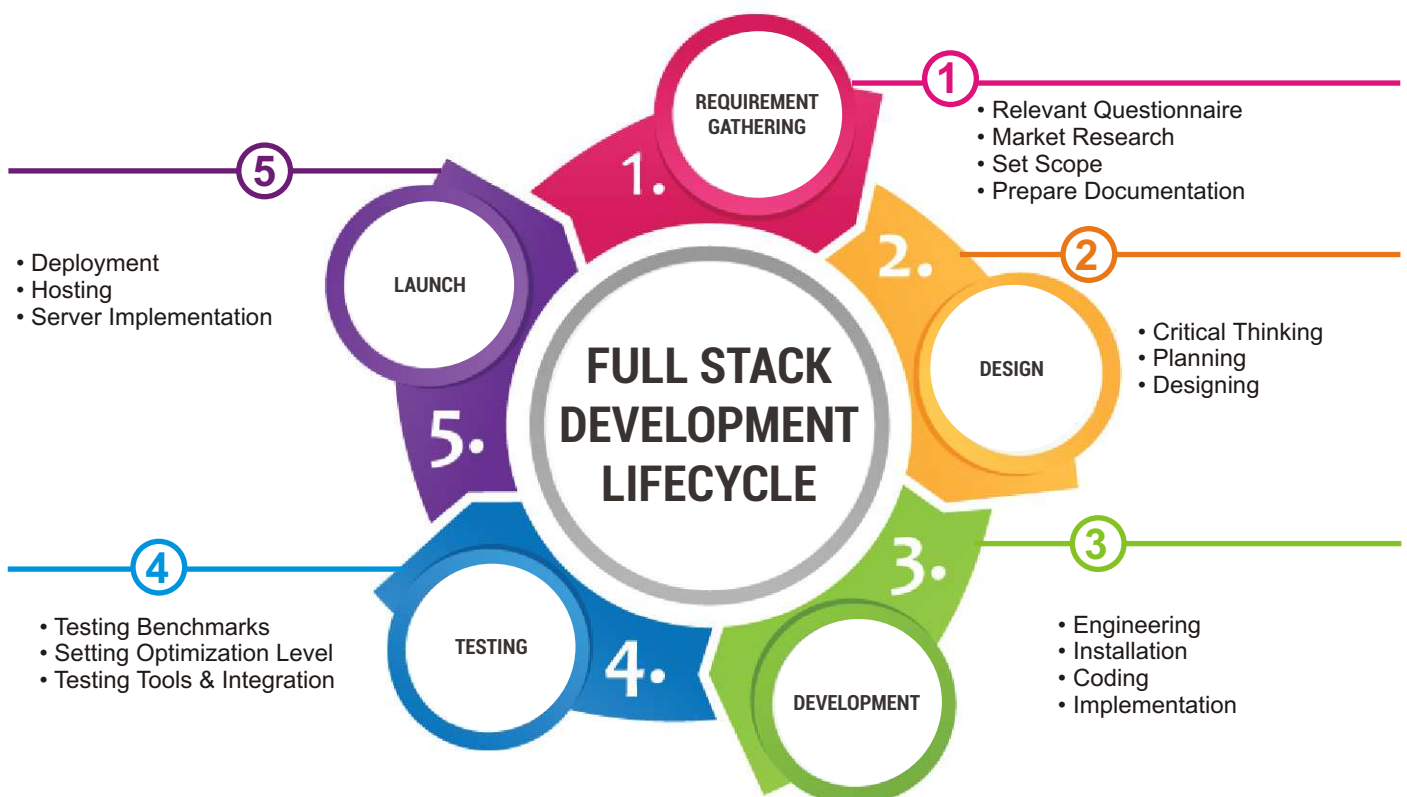 FULL STACK
DEVELOPMENT
LIFECYCLE
1.
REQUIREMENT
GATHERING
1
• Relevant Questionnaire
• Market Research
• Set Scope
• Prepare Documentation
2.
DESIGN
2
• Critical Thinking
• Planning
• Designing
3.
DEVELOPMENT
3
• Engineering
• Installation
• Coding
• Implementation
4.
TESTING
4
• Testing Benchmarks
• Setting Optimization Level
• Testing Tools & Integration
5.
LAUNCH
5
• Deployment
• Hosting
• Server Implementation